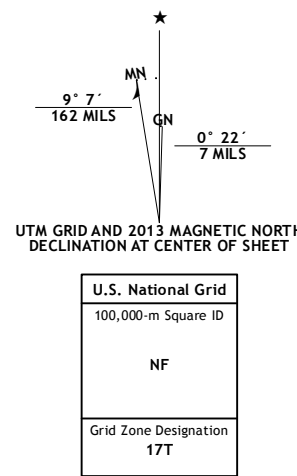 MN
GN
9° 7´
162 MILS
0° 22´
7 MILS
UTM GRID AND 2013 MAGNETIC NORTH
DECLINATION AT CENTER OF SHEET
U.S. National Grid
100,000-m Square ID
NF
Grid Zone Designation
17T